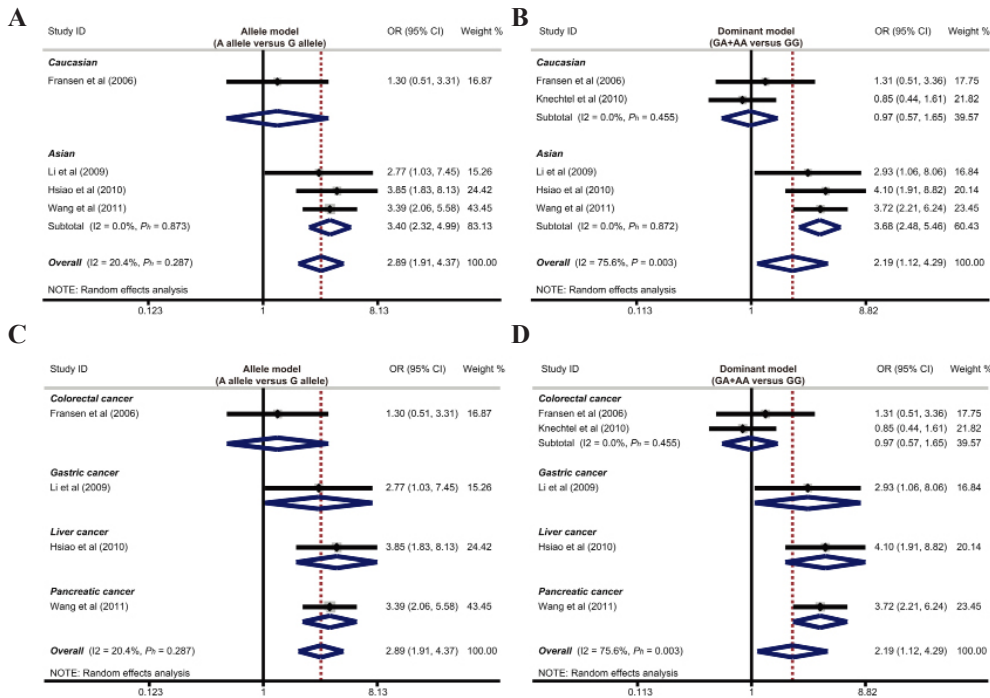 A
Study ID Allele model OR (95% CI) Weight %
(A allele versus G allele)
Caucasian
Fransen et al (2006) 1.30 (0.51, 3.31) 16.87
Asian
Li et al (2009) 2.77 (1.03, 7.45) 15.26
Hsiao et al (2010) 3.85 (1.83, 8.13) 24.42
Wang et al (2011) 3.39 (2.06, 5.58) 43.45
Subtotal (I2 = 0.0%, Ph = 0.873) 3.40 (2.32, 4.99) 83.13
Overall (I2 = 20.4%, Ph = 0.287) 2.89 (1.91, 4.37) 100.00
NOTE: Random effects analysis
0.123 1 8.13
B
Study ID Dominant model OR (95% CI) Weight %
(GA+AA versus GG)
Caucasian
Fransen et al (2006) 1.31 (0.51, 3.36) 17.75
Knechtel et al (2010) 0.85 (0.44, 1.61) 21.82
Subtotal (I2 = 0.0%, Ph = 0.455) 0.97 (0.57, 1.65) 39.57
Asian
Li et al (2009) 2.93 (1.06, 8.06) 16.84
Hsiao et al (2010) 4.10 (1.91, 8.82) 20.14
Wang et al (2011) 3.72 (2.21, 6.24) 23.45
Subtotal (I2 = 0.0%, Ph = 0.872) 3.68 (2.48, 5.46) 60.43
Overall (I2 = 75.6%, P = 0.003) 2.19 (1.12, 4.29) 100.00
NOTE: Random effects analysis
0.113 1 8.82
C
Study ID Allele model OR (95% CI) Weight %
(A allele versus G allele)
Colorectal cancer
Fransen et al (2006) 1.30 (0.51, 3.31) 16.87
Gastric cancer
Li et al (2009) 2.77 (1.03, 7.45) 15.26
Liver cancer
Hsiao et al (2010) 3.85 (1.83, 8.13) 24.42
Pancreatic cancer
Wang et al (2011) 3.39 (2.06, 5.58) 43.45
Overall (I2 = 20.4%, Ph = 0.287) 2.89 (1.91, 4.37) 100.00
NOTE: Random effects analysis
0.123 1 8.13
D
Study ID Dominant model OR (95% CI) Weight %
(GA+AA versus GG)
Colorectal cancer
Fransen et al (2006) 1.31 (0.51, 3.36) 17.75
Knechtel et al (2010) 0.85 (0.44, 1.61) 21.82
Subtotal (I2 = 0.0%, Ph = 0.455) 0.97 (0.57, 1.65) 39.57
Gastric cancer
Li et al (2009) 2.93 (1.06, 8.06) 16.84
Liver cancer
Hsiao et al (2010) 4.10 (1.91, 8.82) 20.14
Pancreatic cancer
Wang et al (2011) 3.72 (2.21, 6.24) 23.45
Overall (I2 = 75.6%, Ph = 0.003) 2.19 (1.12, 4.29) 100.00
NOTE: Random effects analysis
0.113 1 8.82